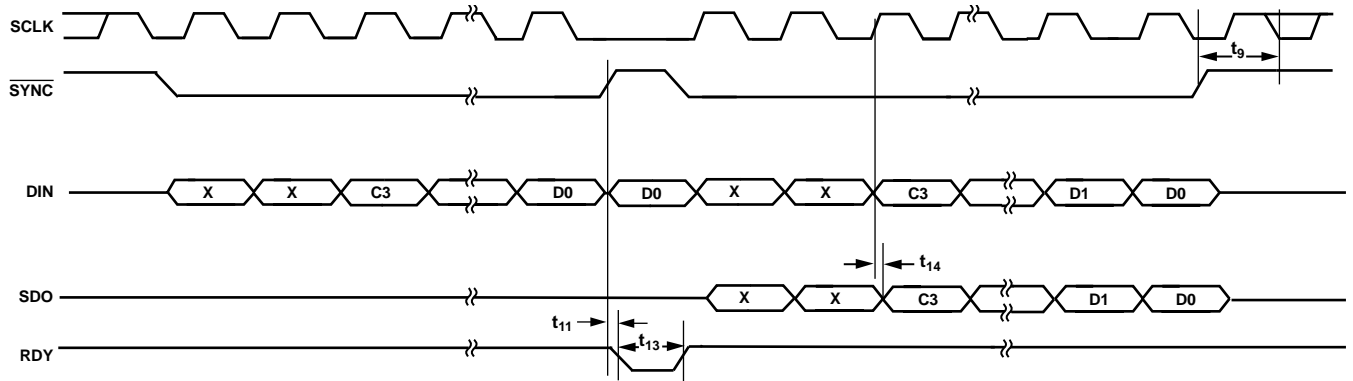 SCLK
t9
SYNC
DIN X X C3 D0 D0 X X C3 D1 D0
t14
SDO X X C3 D1 D0
t11 t13
RDY